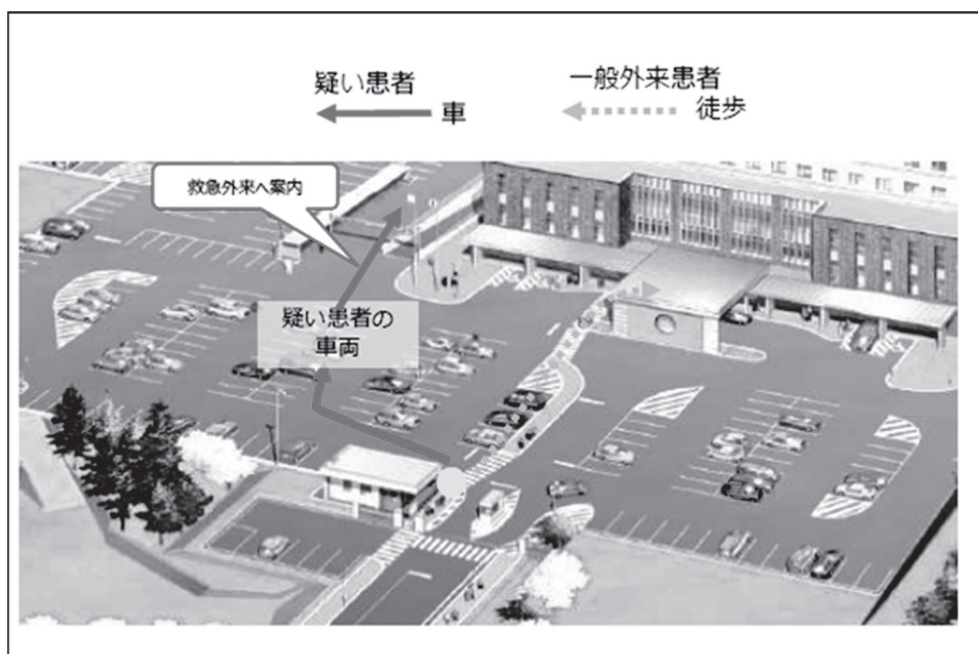 疑い患者
車
一般外来患者
徒歩
救急外来へ案内
疑い患者の
車両